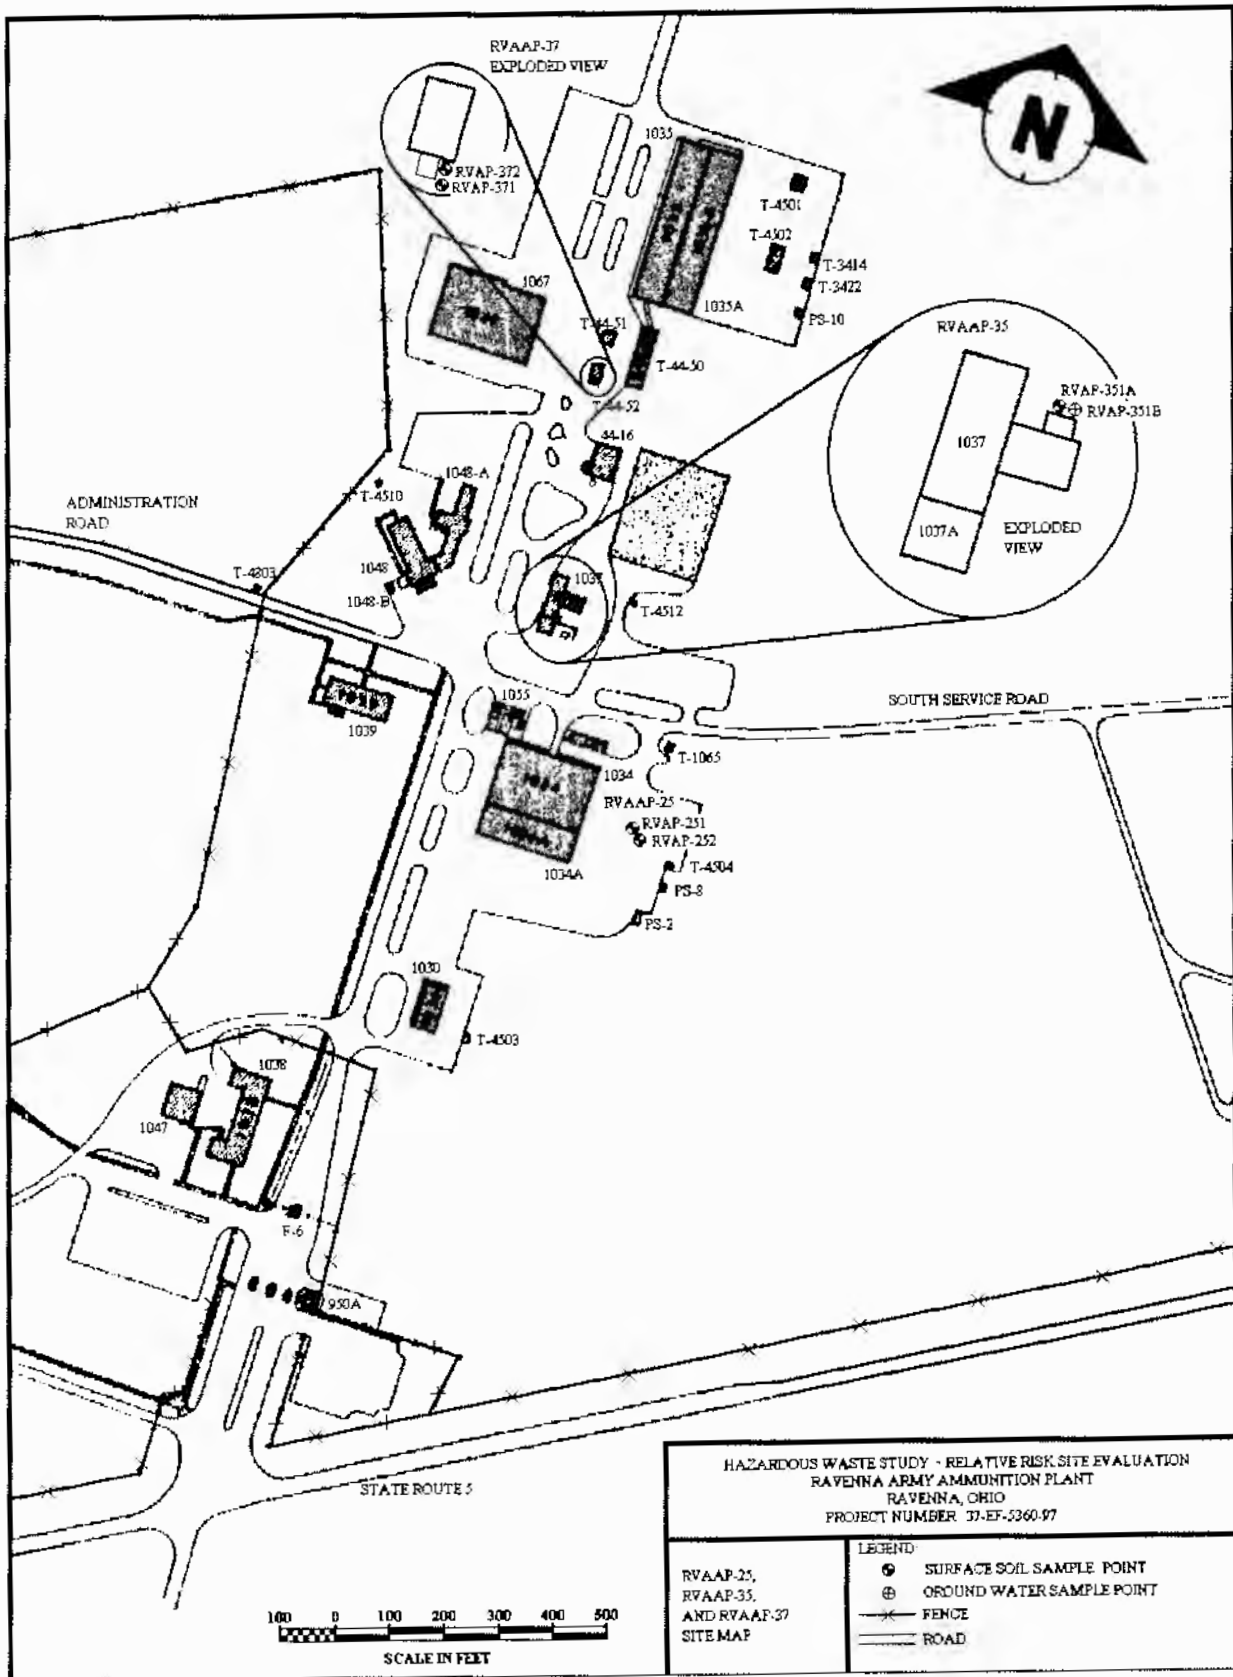 RVAAP-37
EXPLODED VIEW
N
RVAP-372
RVAP-371
1035
T-4501
T-4502
T-3414
T-3422
PS-10
1035A
1067
T-44-51
T-44-50
T-44-52
44-16
RVAAP-35
RVAP-351A
RVAP-351B
1037
1037A
EXPLODED
VIEW
1048-A
T-4510
ADMINISTRATION
ROAD
1048
1048-B
T-4803
1037
T-4512
SOUTH SERVICE ROAD
1039
1039
1055
1034
T-1065
1034
RVAAP-25
RVAP-251
RVAP-252
T-4504
PS-8
PS-2
1034A
1030
T-4503
1038
1047
F-6
950A
STATE ROUTE 5
HAZARDOUS WASTE STUDY - RELATIVE RISK SITE EVALUATION
RAVENNA ARMY AMMUNITION PLANT
RAVENNA, OHIO
PROJECT NUMBER 37-EF-5360-97
RVAAP-25,
RVAAP-35,
AND RVAAP-37
SITE MAP
LEGEND:
SURFACE SOIL SAMPLE POINT
GROUND WATER SAMPLE POINT
FENCE
ROAD
100 0 100 200 300 400 500
SCALE IN FEET